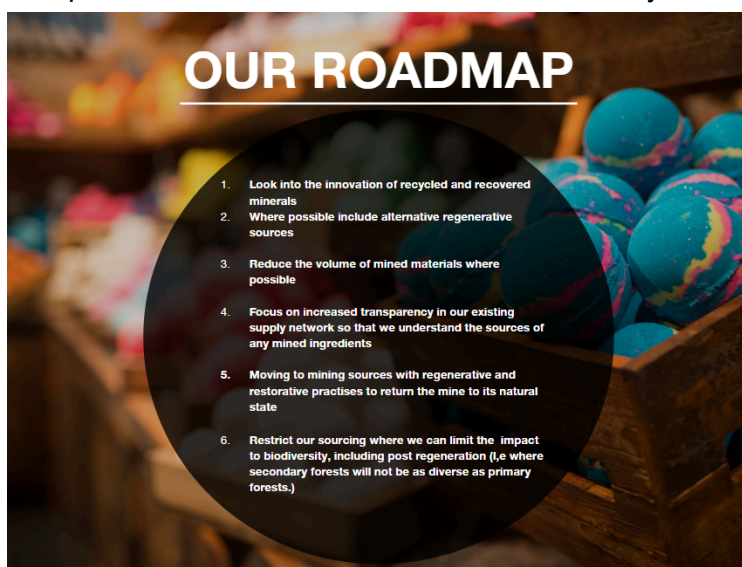 OUR ROADMAP
1. Look into the innovation of recycled and recovered
minerals
2. Where possible include alternative regenerative
sources
3. Reduce the volume of mined materials where
possible
4. Focus on increased transparency in our existing
supply network so that we understand the sources of
any mined ingredients
5. Moving to mining sources with regenerative and
restorative practises to return the mine to its natural
state
6. Restrict our sourcing where we can limit the impact
to biodiversity, including post regeneration (I,e where
secondary forests will not be as diverse as primary
forests.)